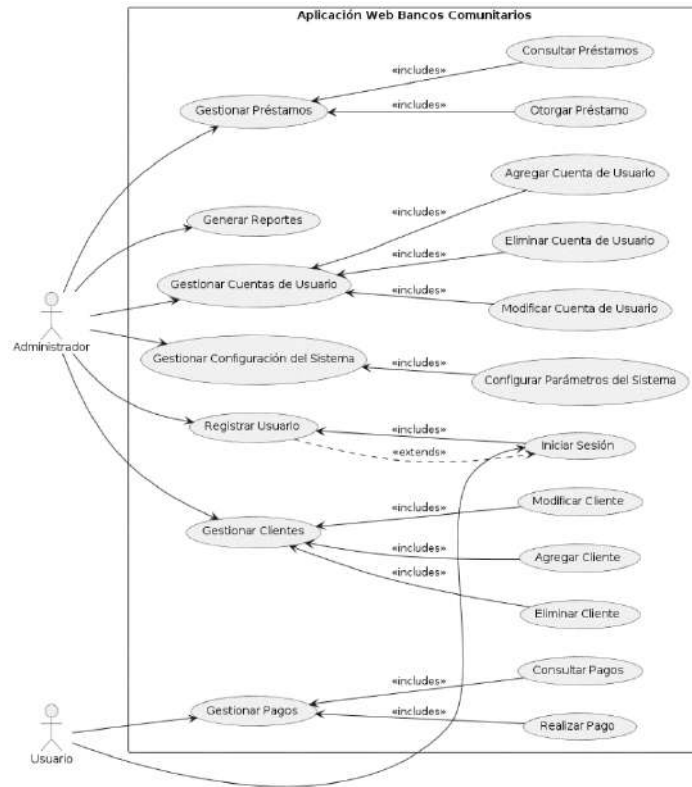 Aplicación Web Bancos Comunitarios
Consultar Préstamos
«includes»
Gestionar Préstamos
«includes»
Otorgar Préstamo
Agregar Cuenta de Usuario
Generar Reportes
«includes»
Eliminar Cuenta de Usuario
«includes»
Gestionar Cuentas de Usuario
«includes»
Modificar Cuenta de Usuario
Administrador
Gestionar Configuración del Sistema
«includes»
Configurar Parámetros del Sistema
Registrar Usuario
«includes»
Iniciar Sesión
«extends»
Modificar Cliente
«includes»
Gestionar Clientes
«includes»
Agregar Cliente
«includes»
Eliminar Cliente
Consultar Pagos
«includes»
Gestionar Pagos
«includes»
Realizar Pago
Usuario